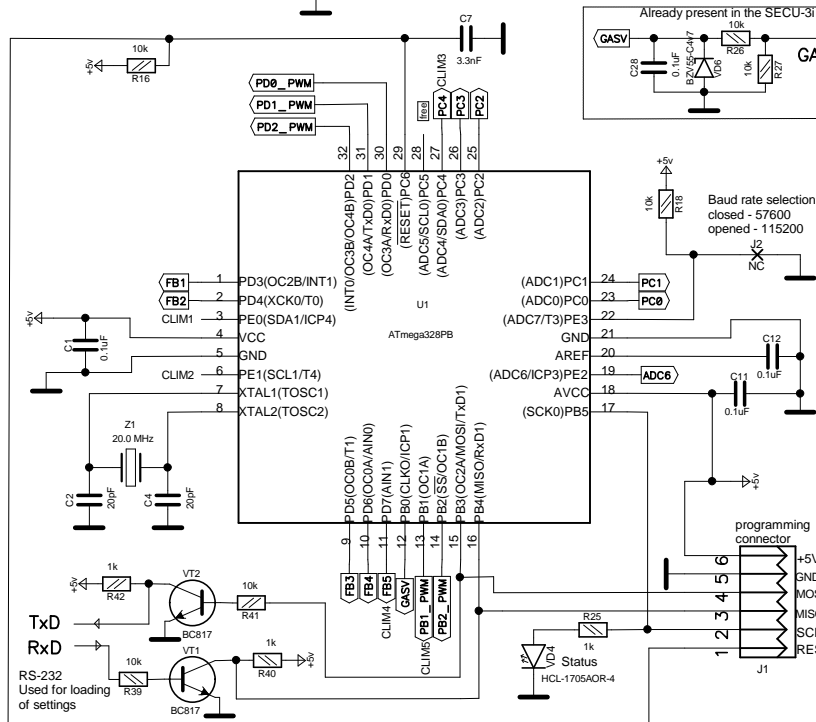 Already present in the SECU-3i
GASV
10k
R26
C28
0.1uF
BZV55-C4v7
VD6
10k
R27
GA
10k
+5v
R16
C7
3.3nF
PD0_PWM
PD1_PWM
PD2_PWM
CLIM3
free
PC4
PC3
PC2
32
31
30
29
28
27
26
25
(INT0/OC3B/OC4B)PD2
(OC4A/TxD0)PD1
(OC3A/RxD0)PD0
(RESET)PC6
(ADC5/SCL0)PC5
(ADC4/SDA0)PC4
(ADC3)PC3
(ADC2)PC2
+5v
10k
R18
Baud rate selection
closed - 57600
opened - 115200
J2
NC
FB1
1
PD3(OC2B/INT1)
FB2
2
PD4(XCK0/T0)
CLIM1
3
PE0(SDA1/ICP4)
4
VCC
5
GND
CLIM2
6
PE1(SCL1/T4)
7
XTAL1(TOSC1)
8
XTAL2(TOSC2)
U1
ATmega328PB
(ADC1)PC1
24
PC1
(ADC0)PC0
23
PC0
(ADC7/T3)PE3
22
GND
21
AREF
20
(ADC6/ICP3)PE2
19
ADC6
AVCC
18
(SCK0)PB5
17
+5v
C1
0.1uF
C12
0.1uF
C11
0.1uF
+5v
Z1
20.0 MHz
C2
20pF
C4
20pF
PD5(OC0B/T1)
PD6(OC0A/AIN0)
PD7(AIN1)
PB0(CLKO/ICP1)
PB1(OC1A)
PB2(SS/OC1B)
PB3(OC2A/MOSI/TxD1)
PB4(MISO/RxD1)
9
10
11
12
13
14
15
16
FB3
FB4
FB5
GASV
PB1_PWM
PB2_PWM
CLIM4
CLIM5
programming
connector
6
+5V
5
GND
4
MOS
3
MISO
2
SCK
1
RES
J1
+5v
1k
R42
VT2
BC817
10k
R41
TxD
RxD
10k
R39
VT1
BC817
1k
R40
+5v
RS-232
Used for loading
of settings
R25
1k
VD4
Status
HCL-1705AOR-4